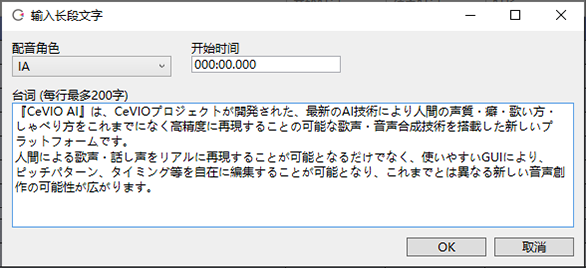 输入长段文字
配音角色
开始时间
IA
000:00.000
台词 (每行最多200字)
『CeVIO AI』は、CeVIOプロジェクトが開発された、最新のAI技術により人間の声質・癖・歌い方・
しゃべり方をこれまでになく高精度に再現することの可能な歌声・音声合成技術を搭載した新しいプ
ラットフォームです。
人間による歌声・話し声をリアルに再現することが可能となるだけでなく、使いやすいGUIにより、
ピッチパターン、タイミング等を自在に編集することが可能となり、これまでとは異なる新しい音声創
作の可能性が広がります。
OK
取消